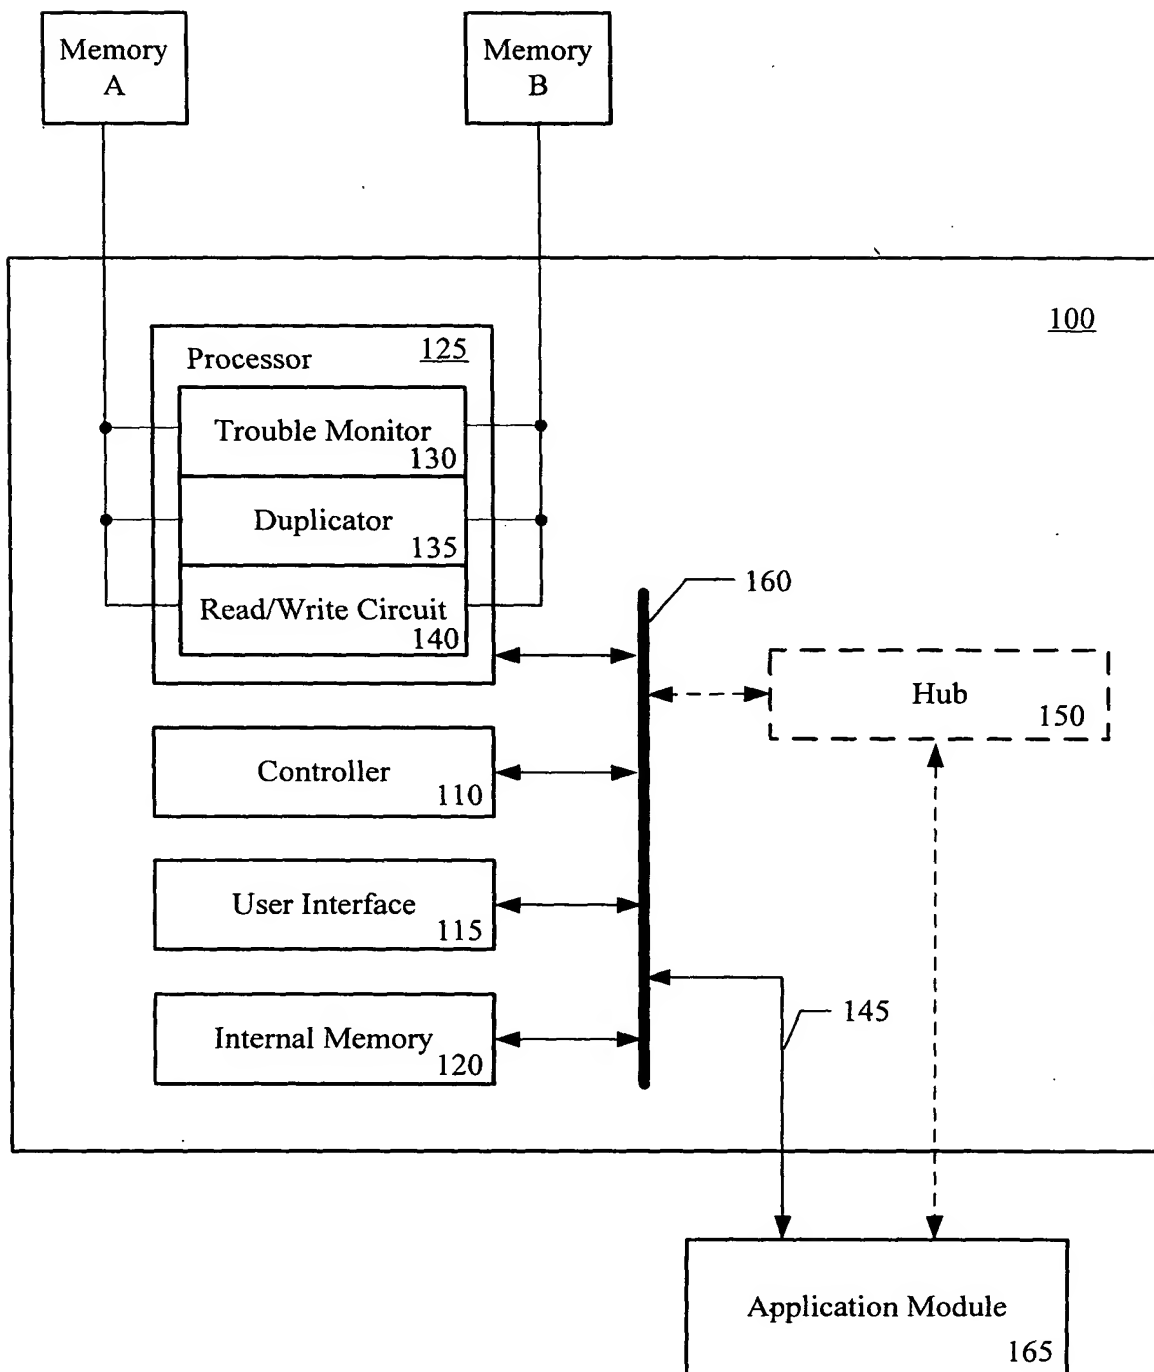 Memory
A
Memory
B
100
Processor
125
Trouble Monitor
130
Duplicator
135
Read/Write Circuit
140
160
Hub
150
Controller
110
User Interface
115
145
Internal Memory
120
Application Module
165